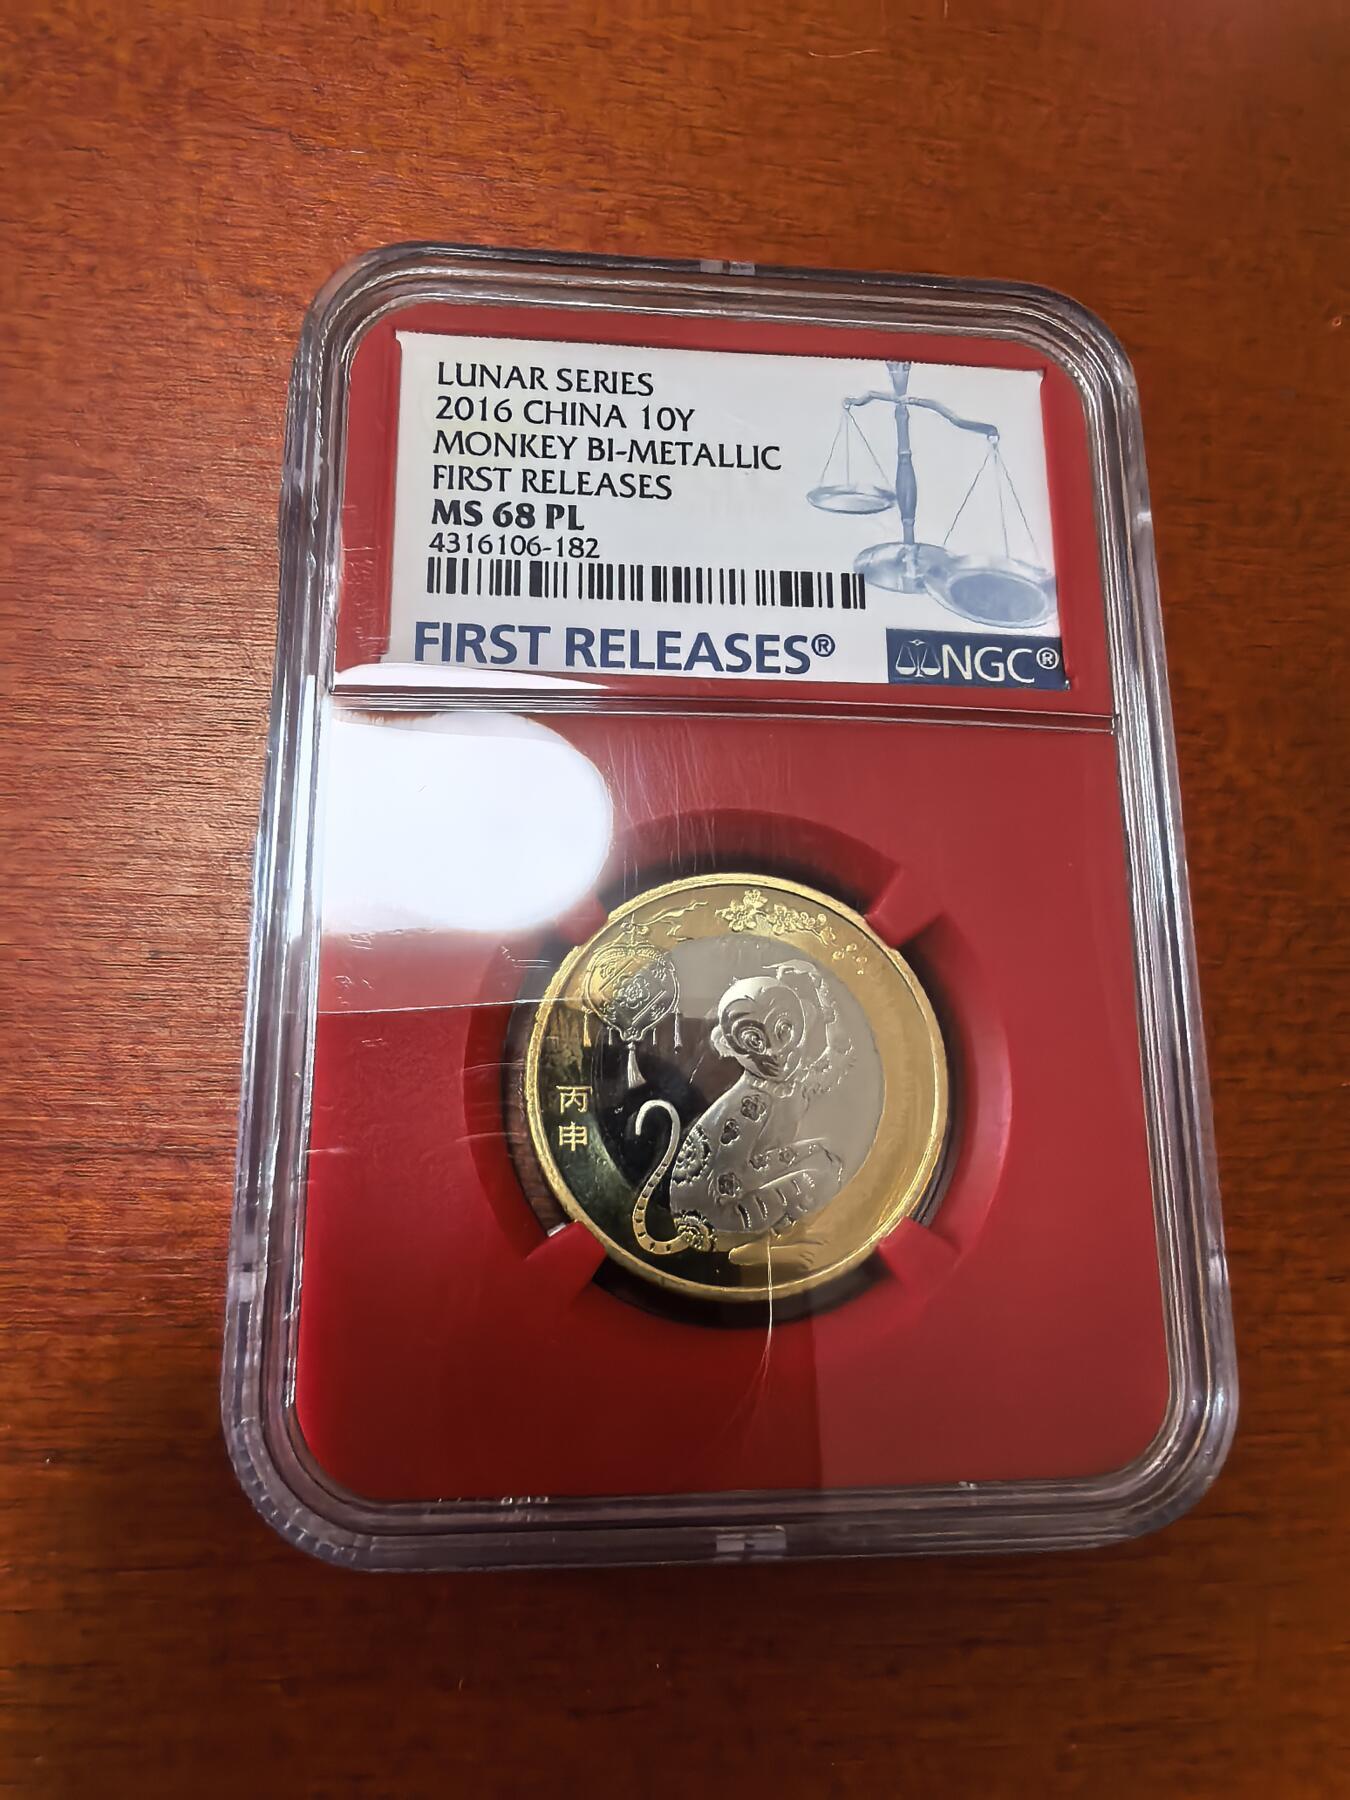 LUNAR SERIES
2016 CHINA 10Y
MONKEY BI-METALLIC
FIRST RELEASES
MS 68 PL
4316106-182
FIRST RELEASES®
NGC®
丙
申